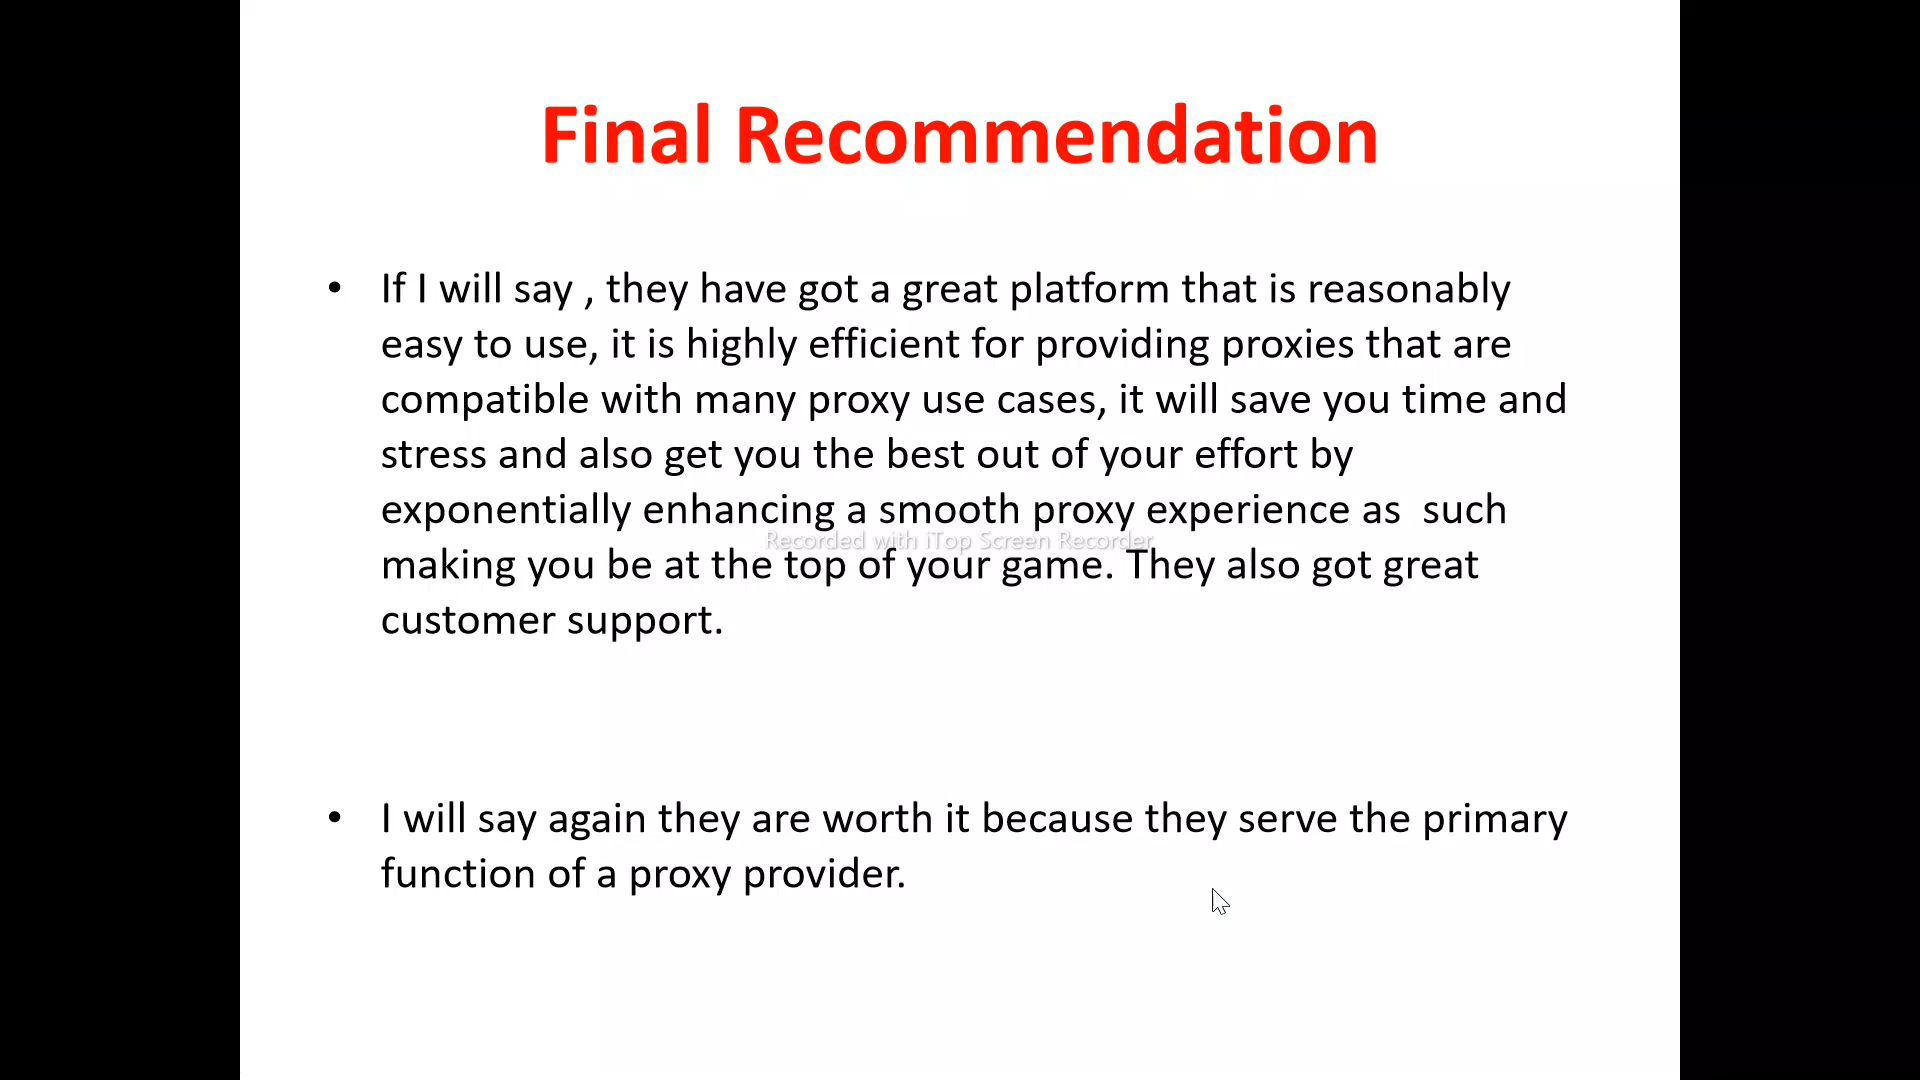 Final Recommendation
• If I will say , they have got a great platform that is reasonably
easy to use, it is highly efficient for providing proxies that are
compatible with many proxy use cases, it will save you time and
stress and also get you the best out of your effort by
exponentially enhancing a smooth proxy experience as  such
Recorded with iTop Screen Recorder
making you be at the top of your game. They also got great
customer support.
• I will say again they are worth it because they serve the primary
function of a proxy provider.